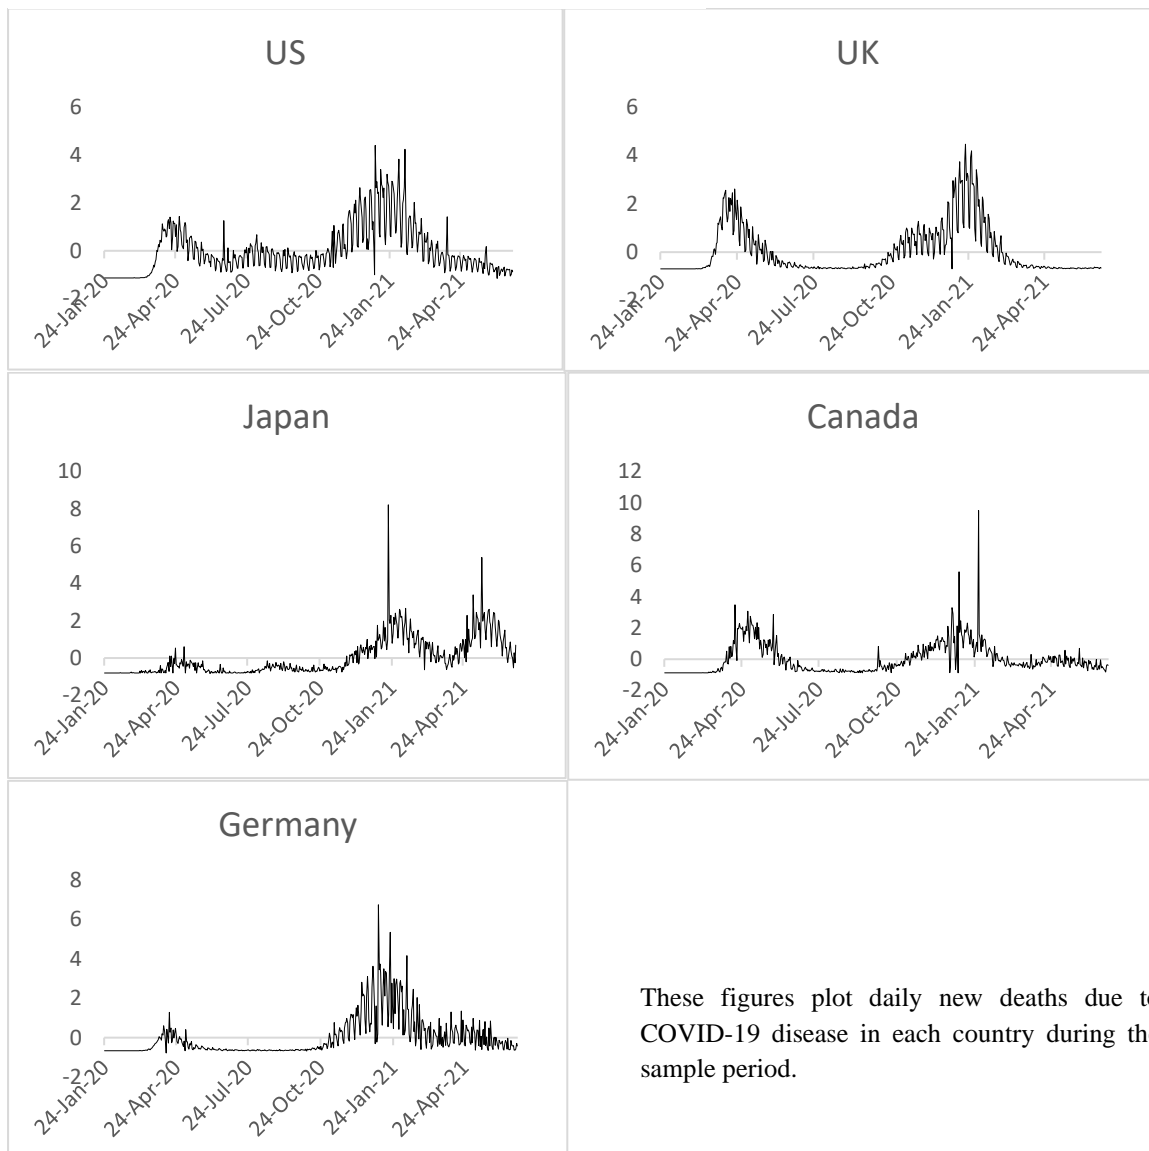 US
6
4
2
0
-2
24-Jan-20
24-Apr-20
24-Jul-20
24-Oct-20
24-Jan-21
24-Apr-21
UK
6
4
2
0
-2
24-Jan-20
24-Apr-20
24-Jul-20
24-Oct-20
24-Jan-21
24-Apr-21
Japan
10
8
6
4
2
0
-2
24-Jan-20
24-Apr-20
24-Jul-20
24-Oct-20
24-Jan-21
24-Apr-21
Canada
12
10
8
6
4
2
0
-2
24-Jan-20
24-Apr-20
24-Jul-20
24-Oct-20
24-Jan-21
24-Apr-21
Germany
8
6
4
2
0
-2
24-Jan-20
24-Apr-20
24-Jul-20
24-Oct-20
24-Jan-21
24-Apr-21
These figures plot daily new deaths due
COVID-19 disease in each country during
sample period.